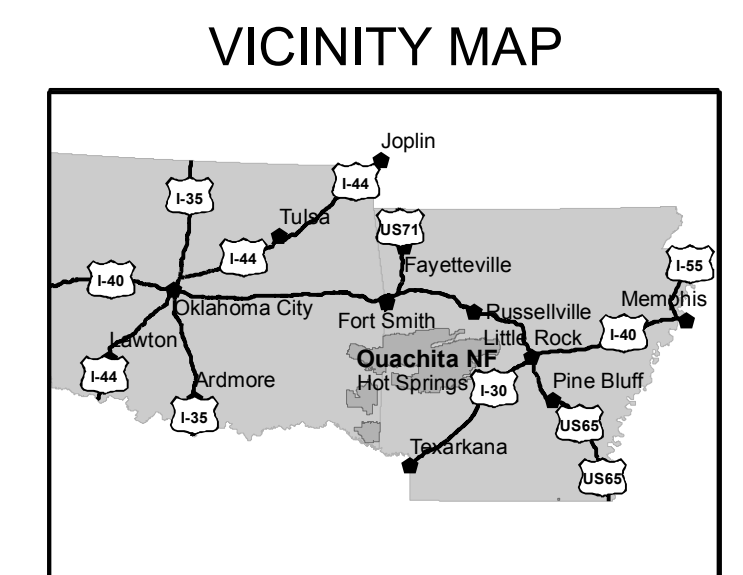 VICINITY MAP
Joplin
I-44
I-35
Tulsa
US71
I-44
Fayetteville
I-55
I-40
Memphis
Oklahoma City
Russellville
Fort Smith
Lawton
Little Rock
I-40
Ouachita NF
I-44
Ardmore
Hot Springs
I-30
Pine Bluff
I-35
US65
Texarkana
US65